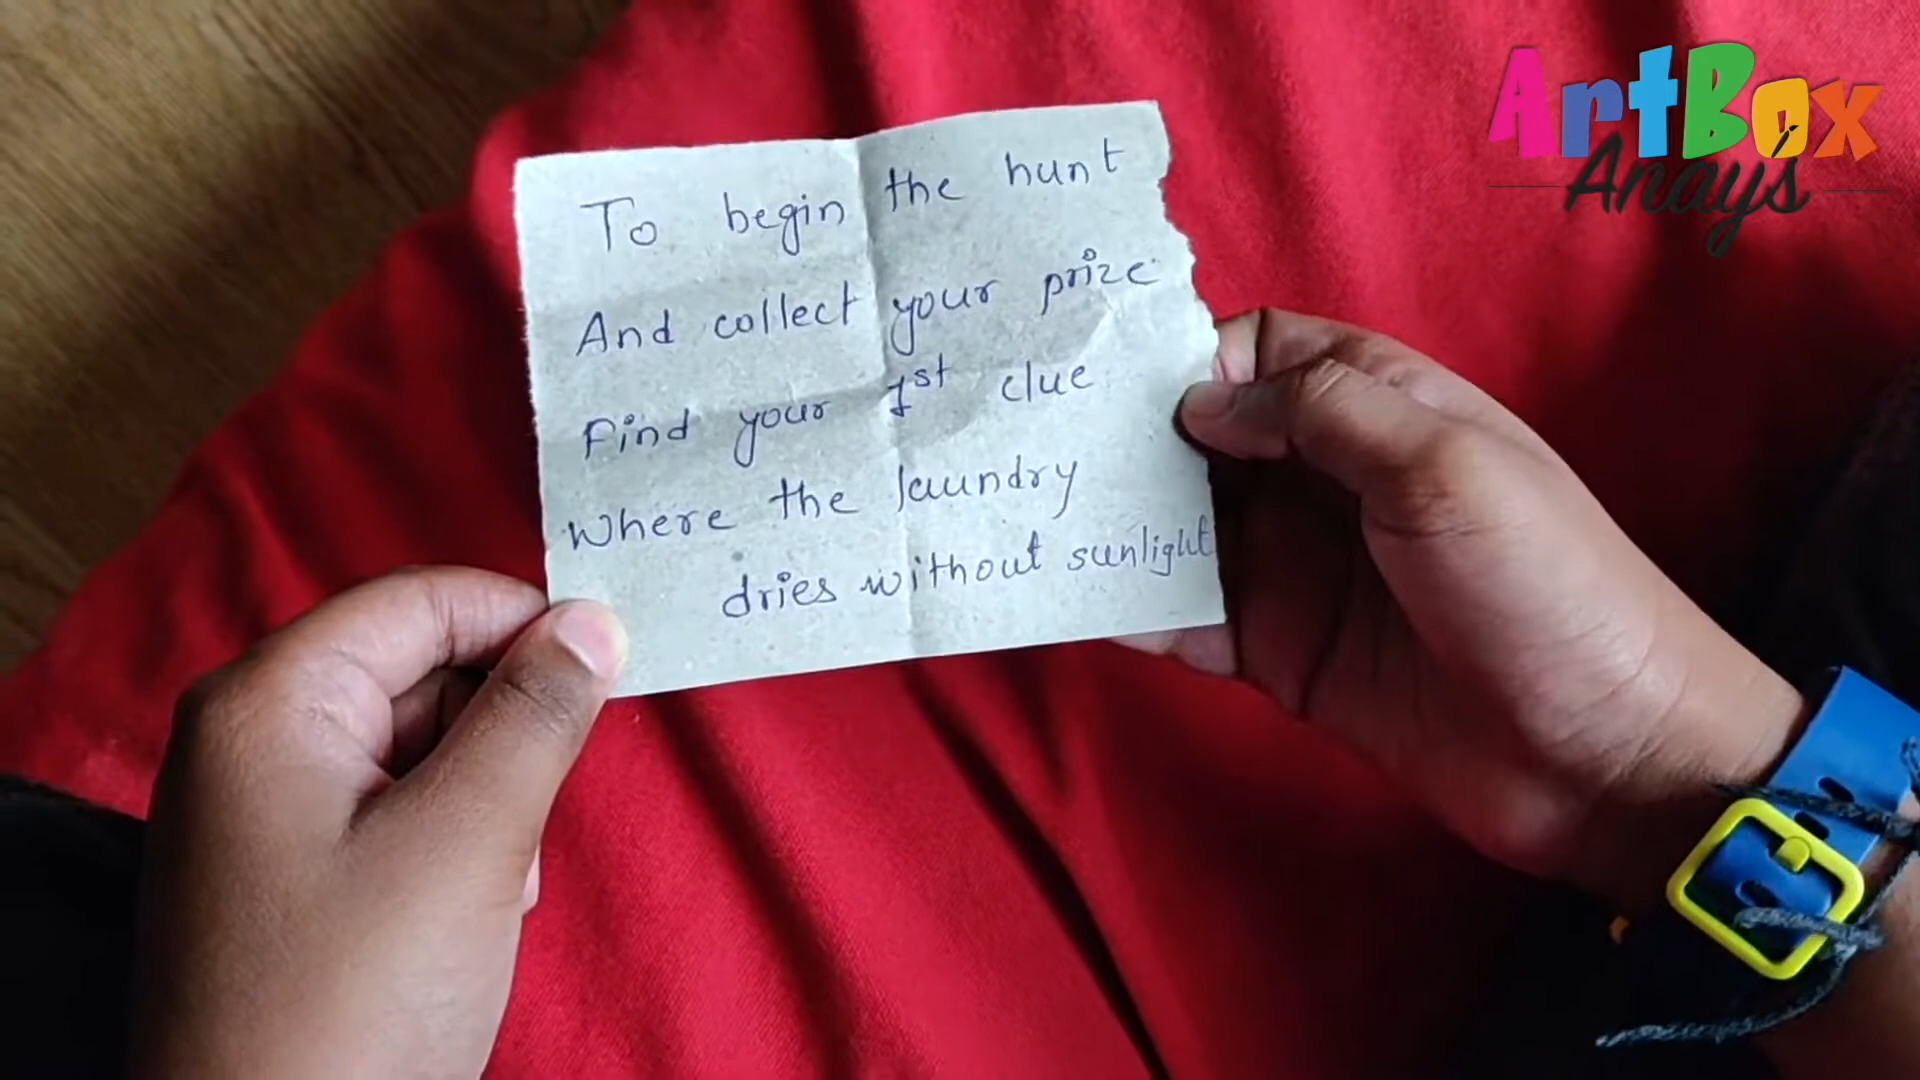 To begin the hunt
And collect your prize
Find your 1st clue
Where the laundry
dries without sunlight
ArtBox
Anays